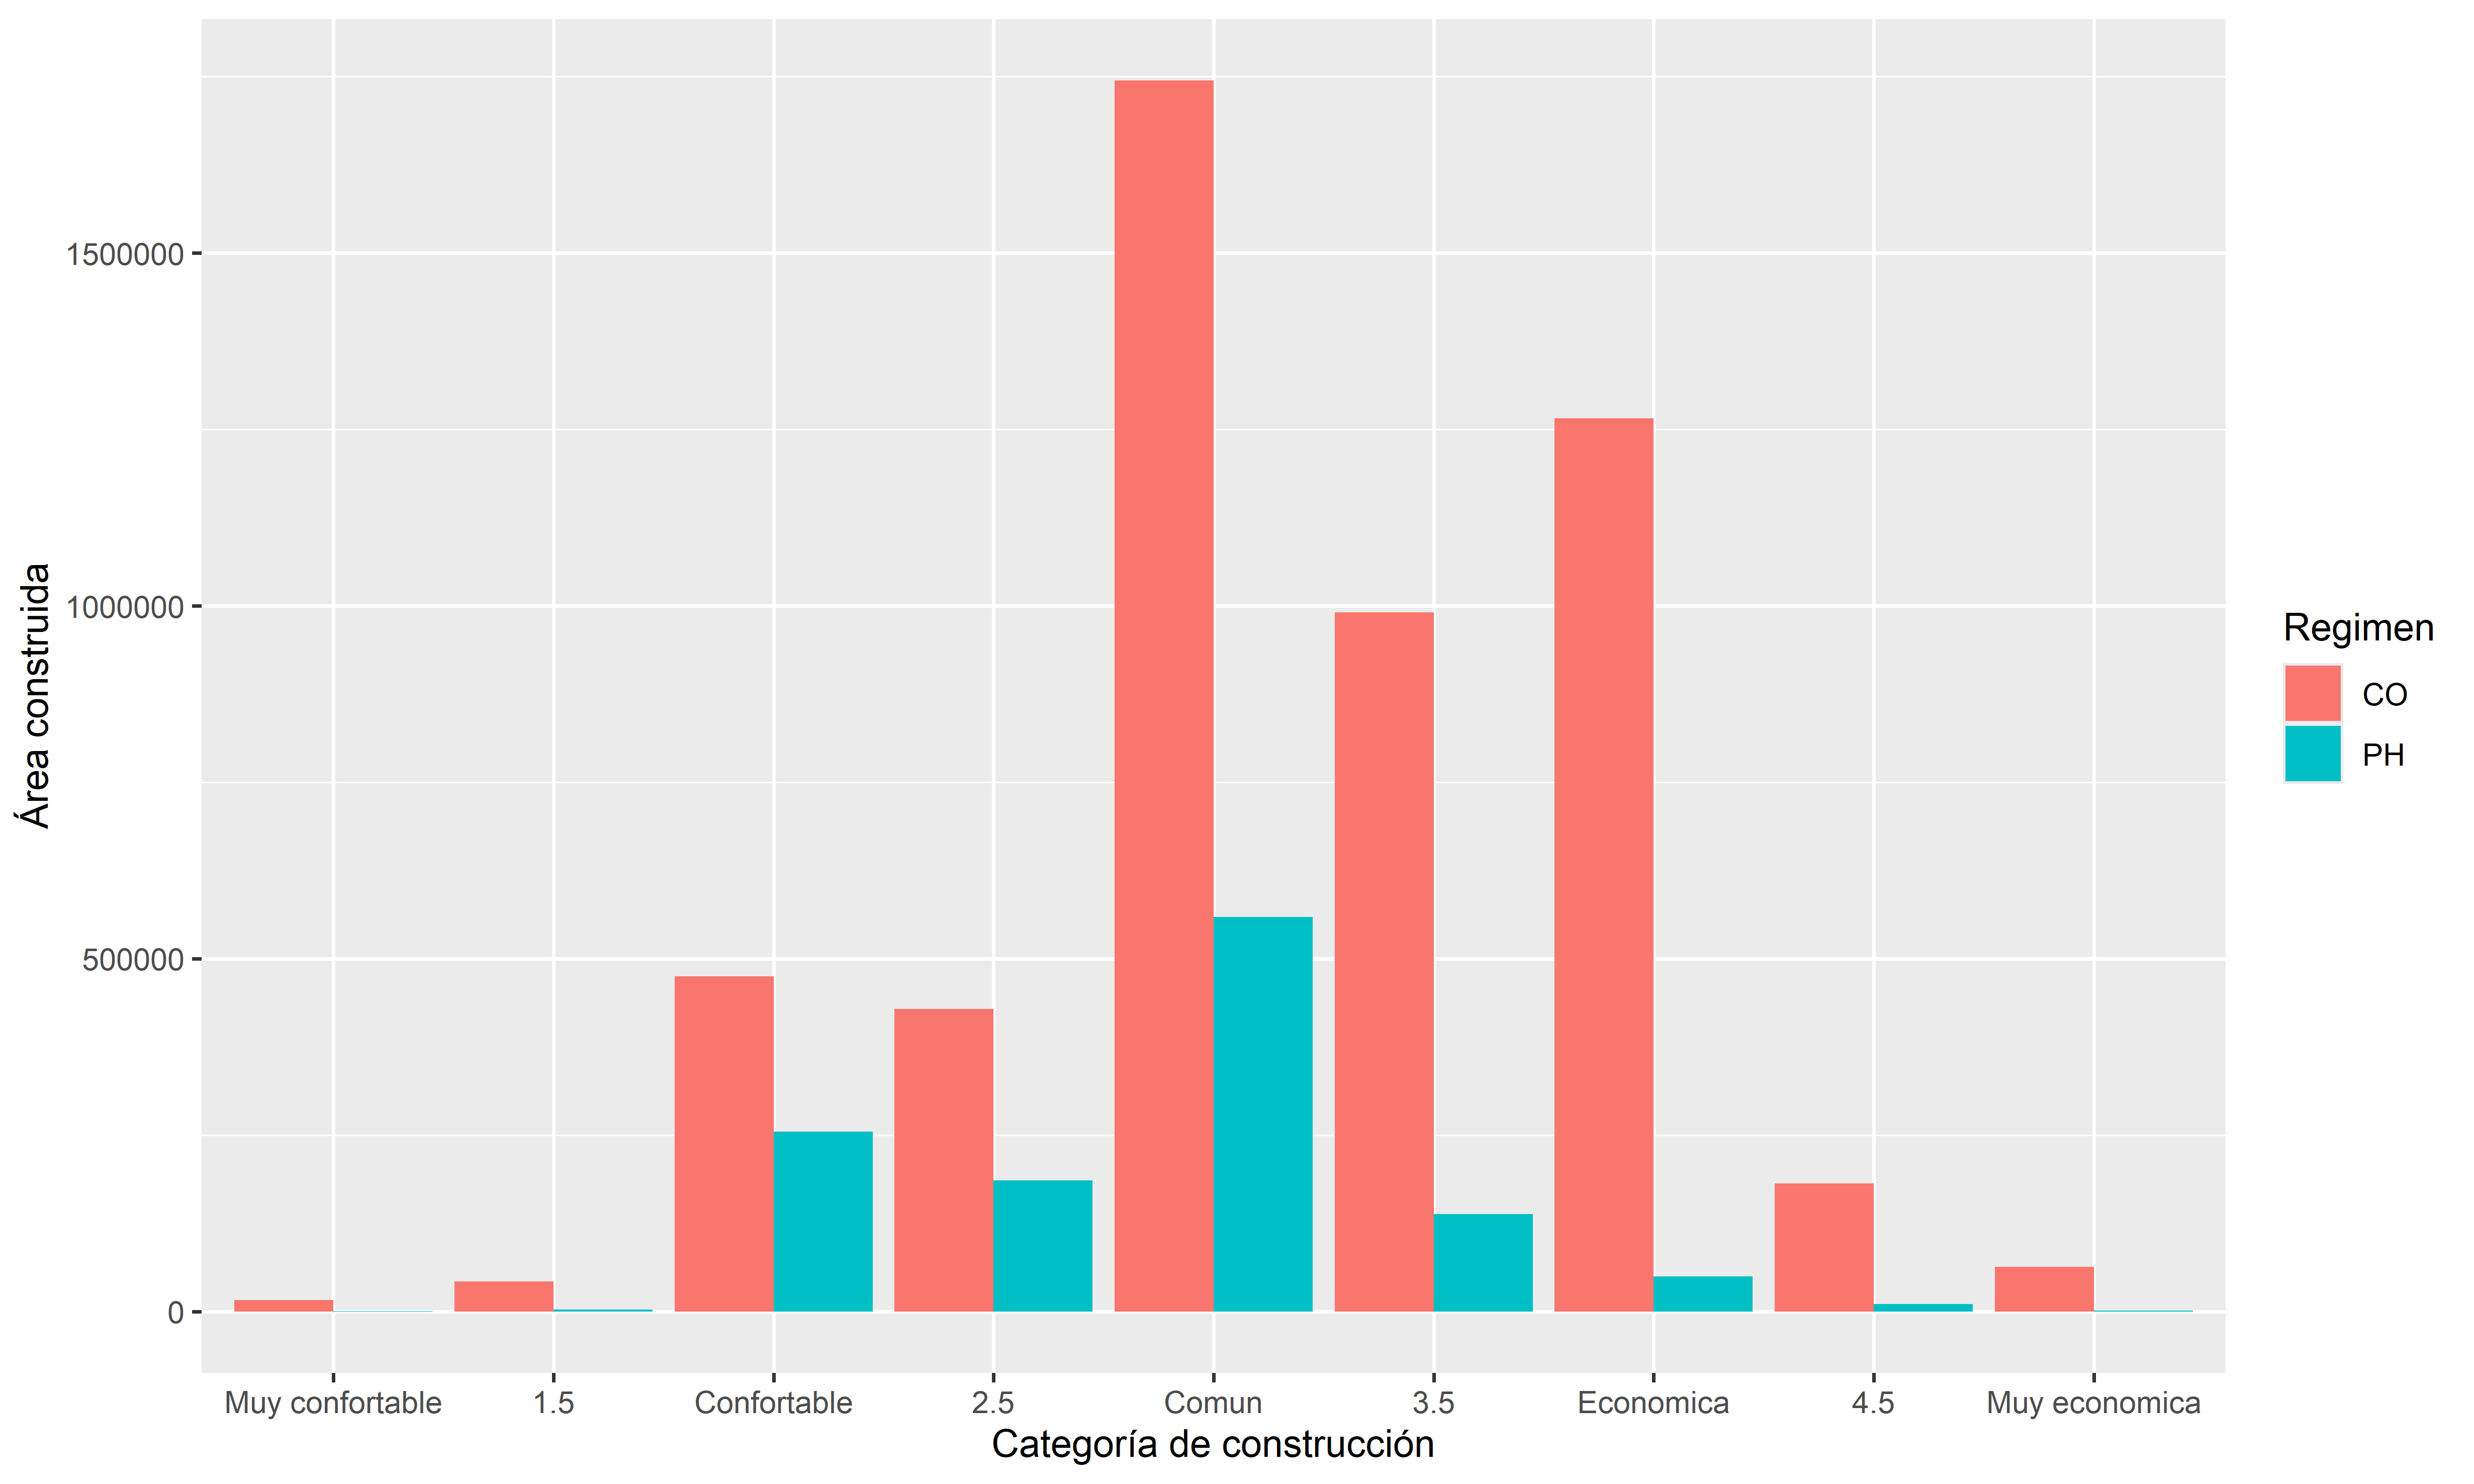 Área construida
1500000
1000000
500000
0
Muy confortable
1.5
Confortable
2.5
Comun
3.5
Economica
4.5
Muy economica
Categoría de construcción
Regimen
CO
PH